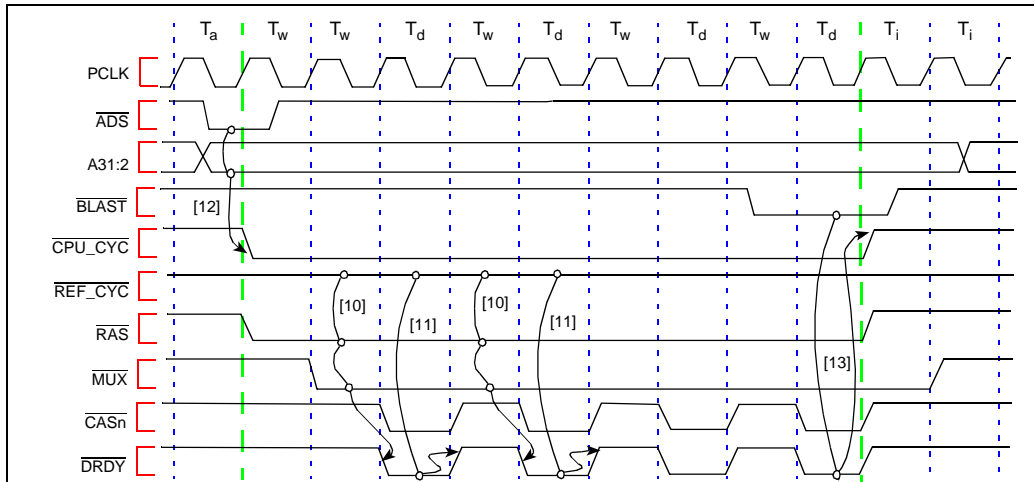 Ta Tw Tw Td Tw Td Tw Td Tw Td Ti Ti
PCLK
ADS
A31:2
BLAST
[12]
CPU_CYC
REF_CYC
[10] [11] [10] [11]
RAS
[13]
MUX
CASn
DRDY